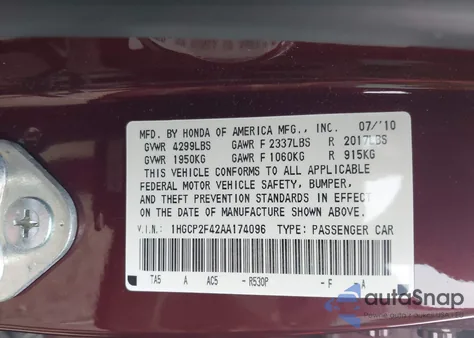 MFD. BY HONDA OF AMERICA MFG., INC. 07/'10
GVWR 4299LBS GAWR F 2337LBS R 2017LBS
GVWR 1950KG GAWR F 1060KG R 915KG
THIS VEHICLE CONFORMS TO ALL APPLICABLE
FEDERAL MOTOR VEHICLE SAFETY, BUMPER,
AND THEFT PREVENTION STANDARDS IN EFFECT
ON THE DATE OF MANUFACTURE SHOWN ABOVE.
V.I.N.: 1HGCP2F42AA174096 TYPE: PASSENGER CAR
TA5 A AC5 - R530P - F A
autoSnap